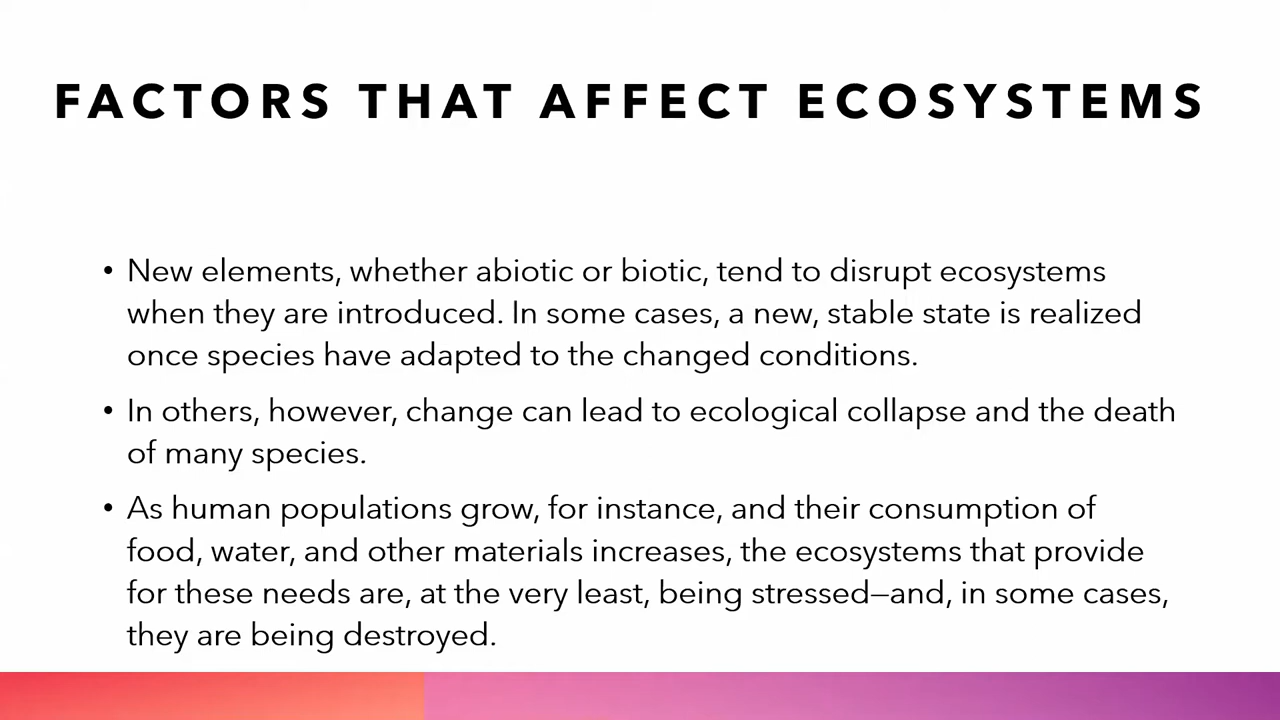 FACTORS THAT AFFECT ECOSYSTEMS
• New elements, whether abiotic or biotic, tend to disrupt ecosystems
when they are introduced. In some cases, a new, stable state is realized
once species have adapted to the changed conditions.
• In others, however, change can lead to ecological collapse and the death
of many species.
• As human populations grow, for instance, and their consumption of
food, water, and other materials increases, the ecosystems that provide
for these needs are, at the very least, being stressed—and, in some cases,
they are being destroyed.